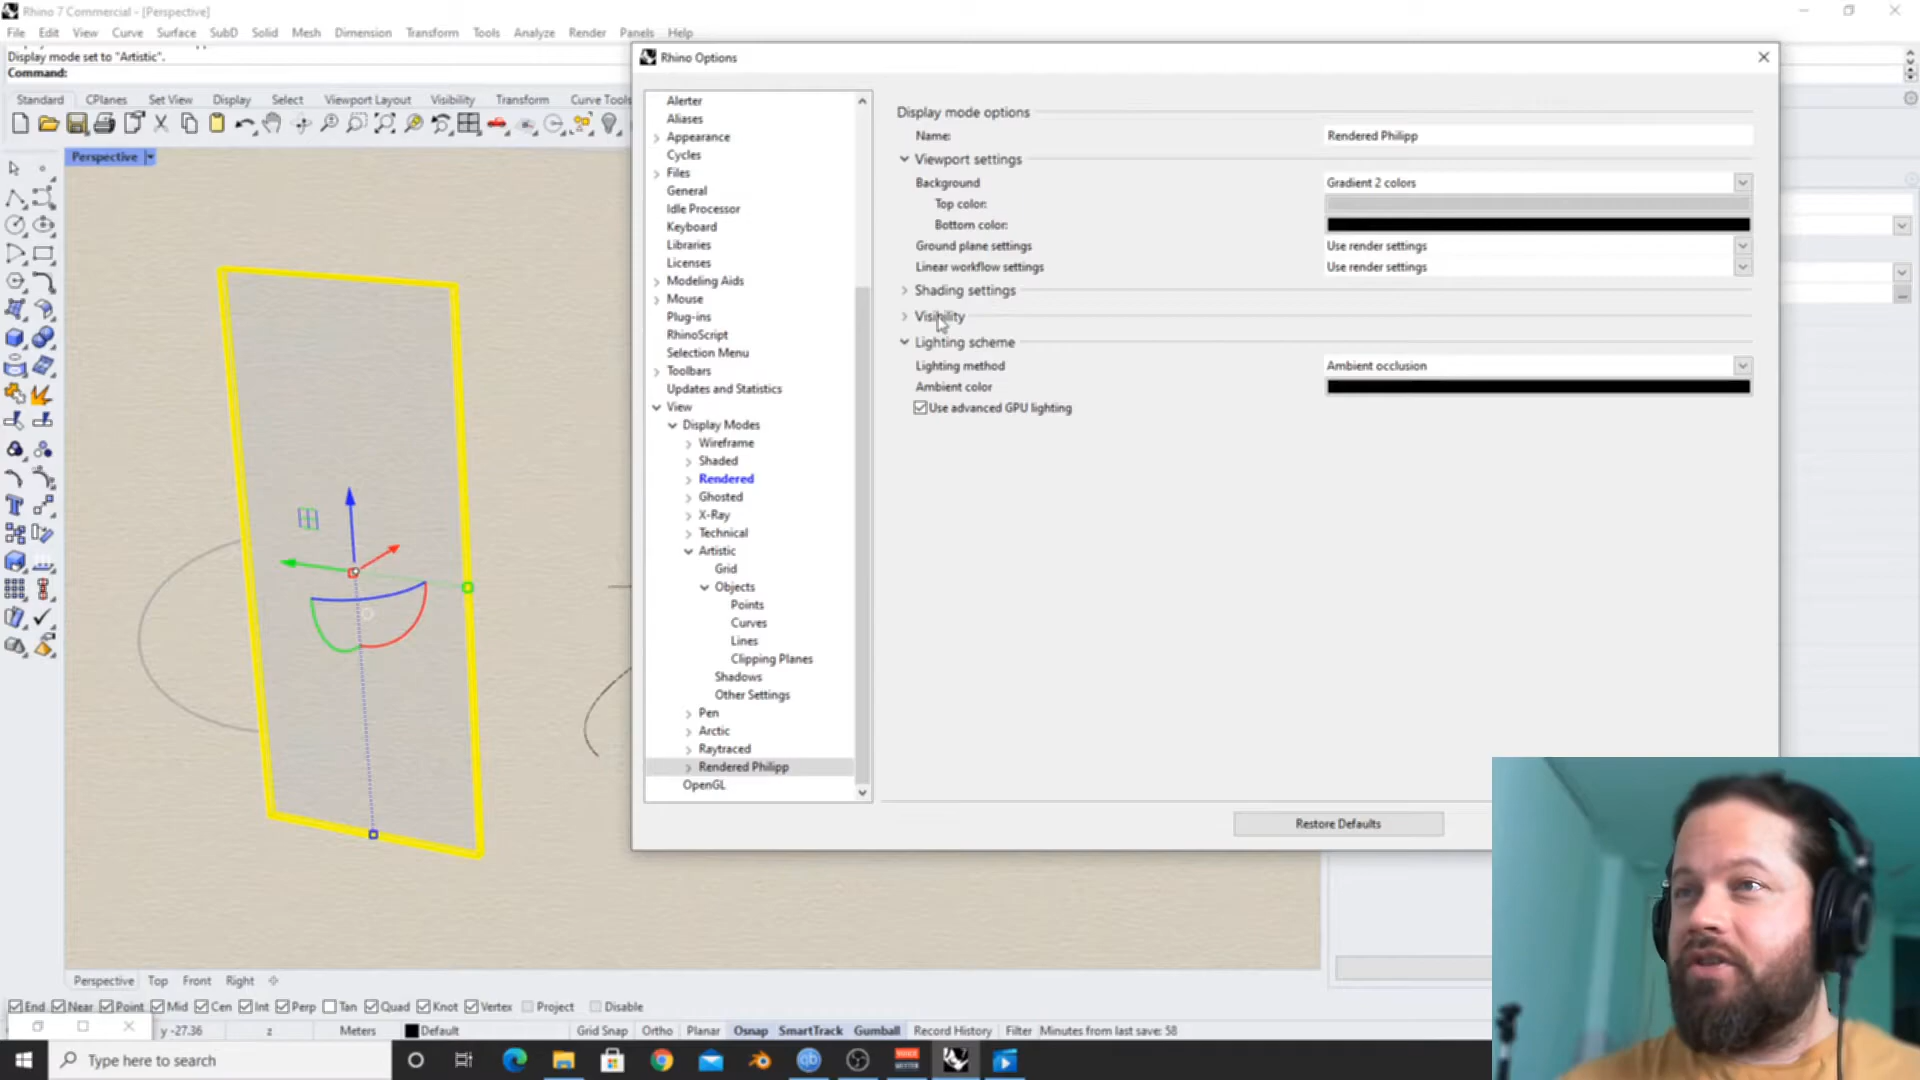 Rhino 7 Commercial - [Perspective]
File Edit View Curve Surface SubD Solid Mesh Dimension Transform Tools Analyze Render Panels Help
Display mode set to "Artistic".
Command:
Standard CPlanes Set View Display Select Viewport Layout Visibility Transform Curve Tools
Perspective
Rhino Options
Alerter
Aliases
Appearance
Cycles
Files
General
Idle Processor
Keyboard
Libraries
Licenses
Modeling Aids
Mouse
Plug-ins
RhinoScript
Selection Menu
Toolbars
Updates and Statistics
View
Display Modes
Wireframe
Shaded
Rendered
Ghosted
X-Ray
Technical
Artistic
Grid
Objects
Points
Curves
Lines
Clipping Planes
Shadows
Other Settings
Pen
Arctic
Raytraced
Rendered Philipp
OpenGL
Display mode options
Name: Rendered Philipp
Viewport settings
Background Gradient 2 colors
Top color:
Bottom color:
Ground plane settings Use render settings
Linear workflow settings Use render settings
Shading settings
Visibility
Lighting scheme
Lighting method Ambient occlusion
Ambient color
Use advanced GPU lighting
Restore Defaults
Perspective Top Front Right
End Near Point Mid Cen Int Perp Tan Quad Knot Vertex Project Disable
y -27.36 z Meters Default Grid Snap Ortho Planar Osnap SmartTrack Gumball Record History Filter Minutes from last save: 58
Type here to search